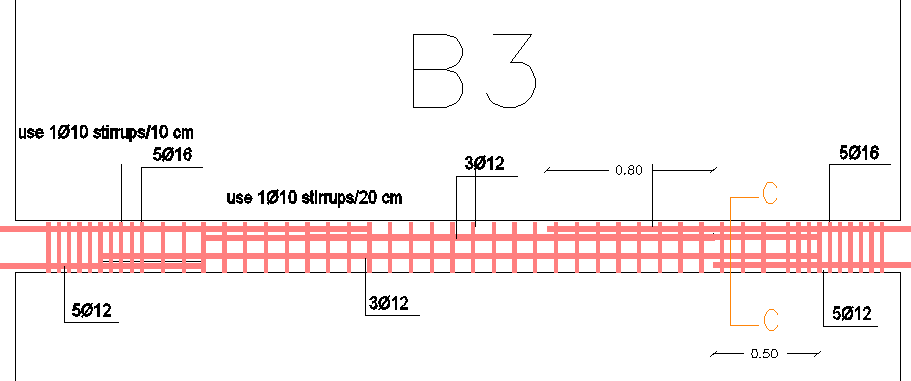 B3
use 1Ø10 stirrups/10 cm
5Ø16
3Ø12
0.80
5Ø16
use 1Ø10 stirrups/20 cm
C
5Ø12
3Ø12
C
5Ø12
0.50